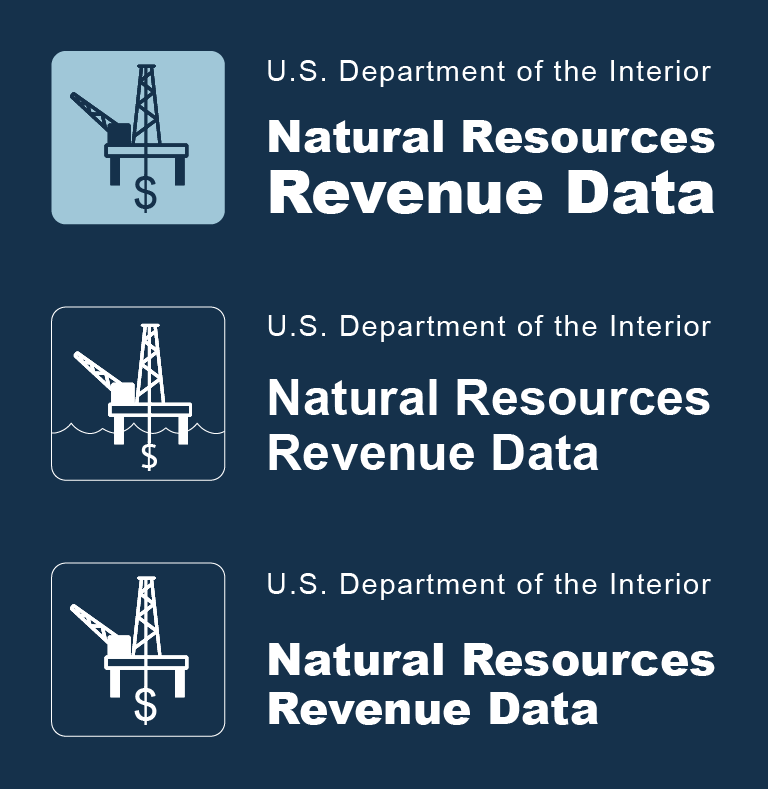 U.S. Department of the Interior
Natural Resources
Revenue Data
$
U.S. Department of the Interior
Natural Resources
Revenue Data
$
U.S. Department of the Interior
Natural Resources
Revenue Data
$